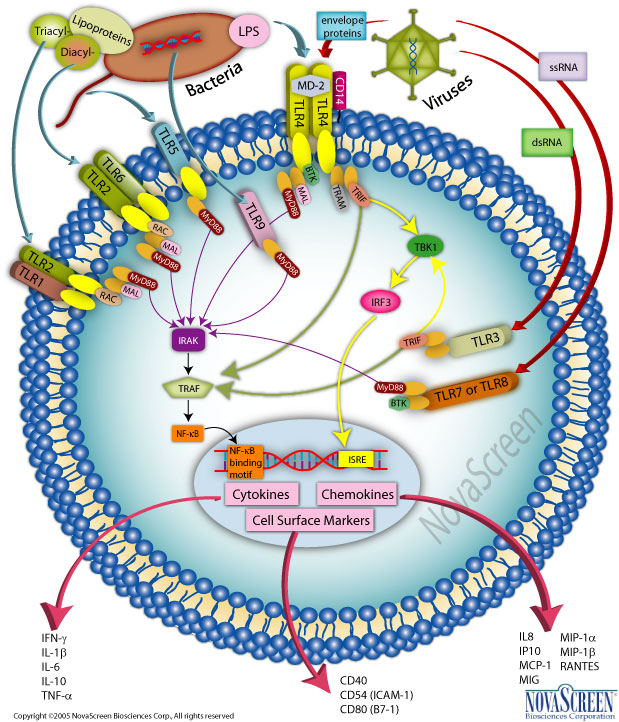 Triacyl-
Lipoproteins
Diacyl-
Bacteria
LPS
envelope
proteins
Viruses
ssRNA
dsRNA
MD-2
CD14
TLR4
TLR4
TLR5
TLR6
TLR2
TLR2
TLR1
TLR9
BTK
MAL
MyD88
TRAM
TRIF
MyD88
RAC
MAL
MyD88
MyD88
RAC
MAL
MyD88
TBK1
IRF3
IRAK
TRAF
NF-κB
TRIF
TLR3
MyD88
BTK
TLR7 or TLR8
NF-κB
binding
motif
ISRE
Cytokines
Chemokines
Cell Surface Markers
NovaScreen
IFN-γ
IL-1β
IL-6
IL-10
TNF-α
CD40
CD54 (ICAM-1)
CD80 (B7-1)
IL8
IP10
MCP-1
MIG
MIP-1α
MIP-1β
RANTES
NOVASCREEN
Biosciences Corporation
Copyright ©2005 NovaScreen Biosciences Corp., All rights reserved